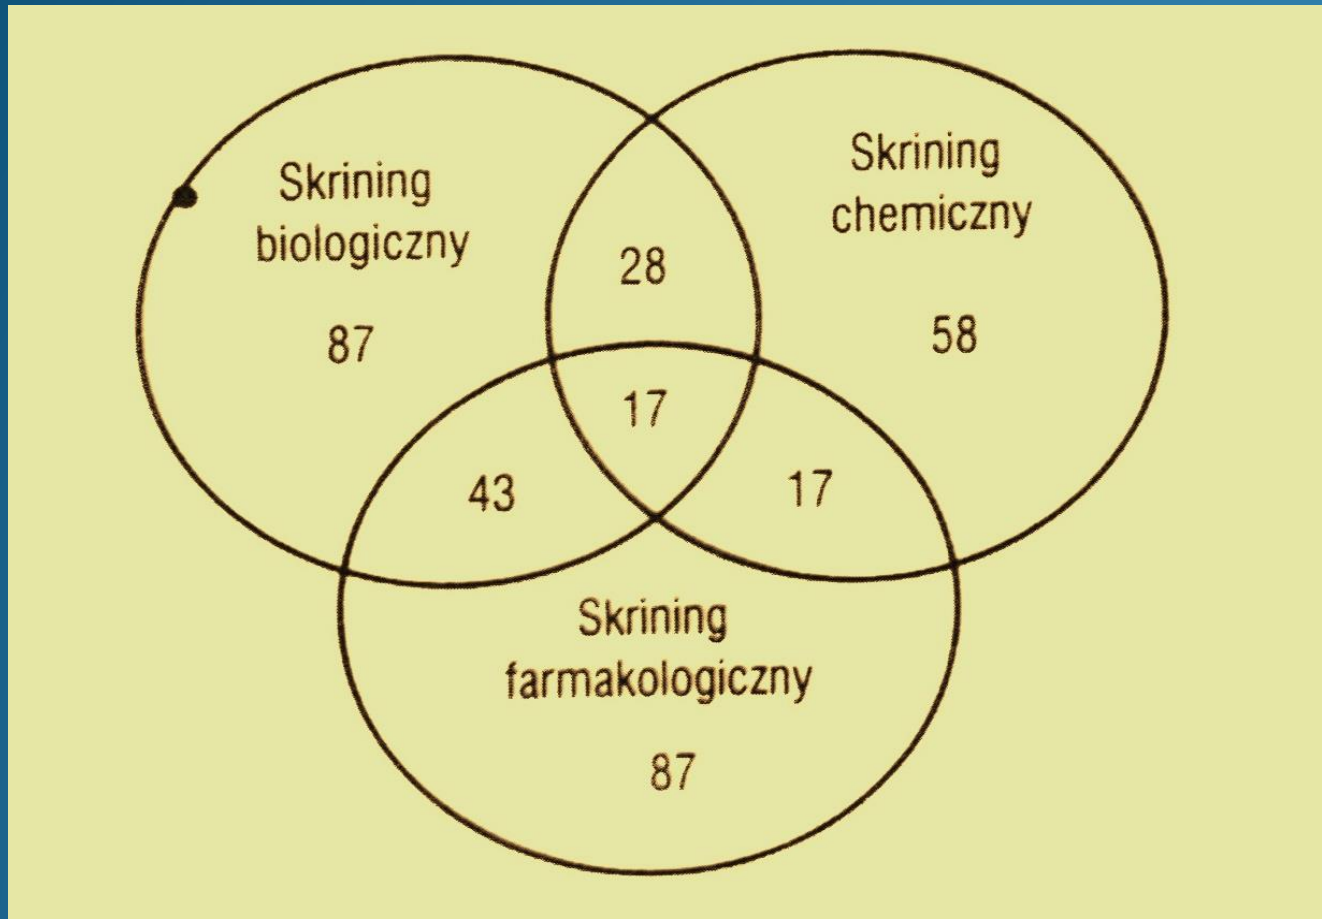 Skrining
biologiczny
87
Skrining
chemiczny
58
28
17
43
17
Skrining
farmakologiczny
87